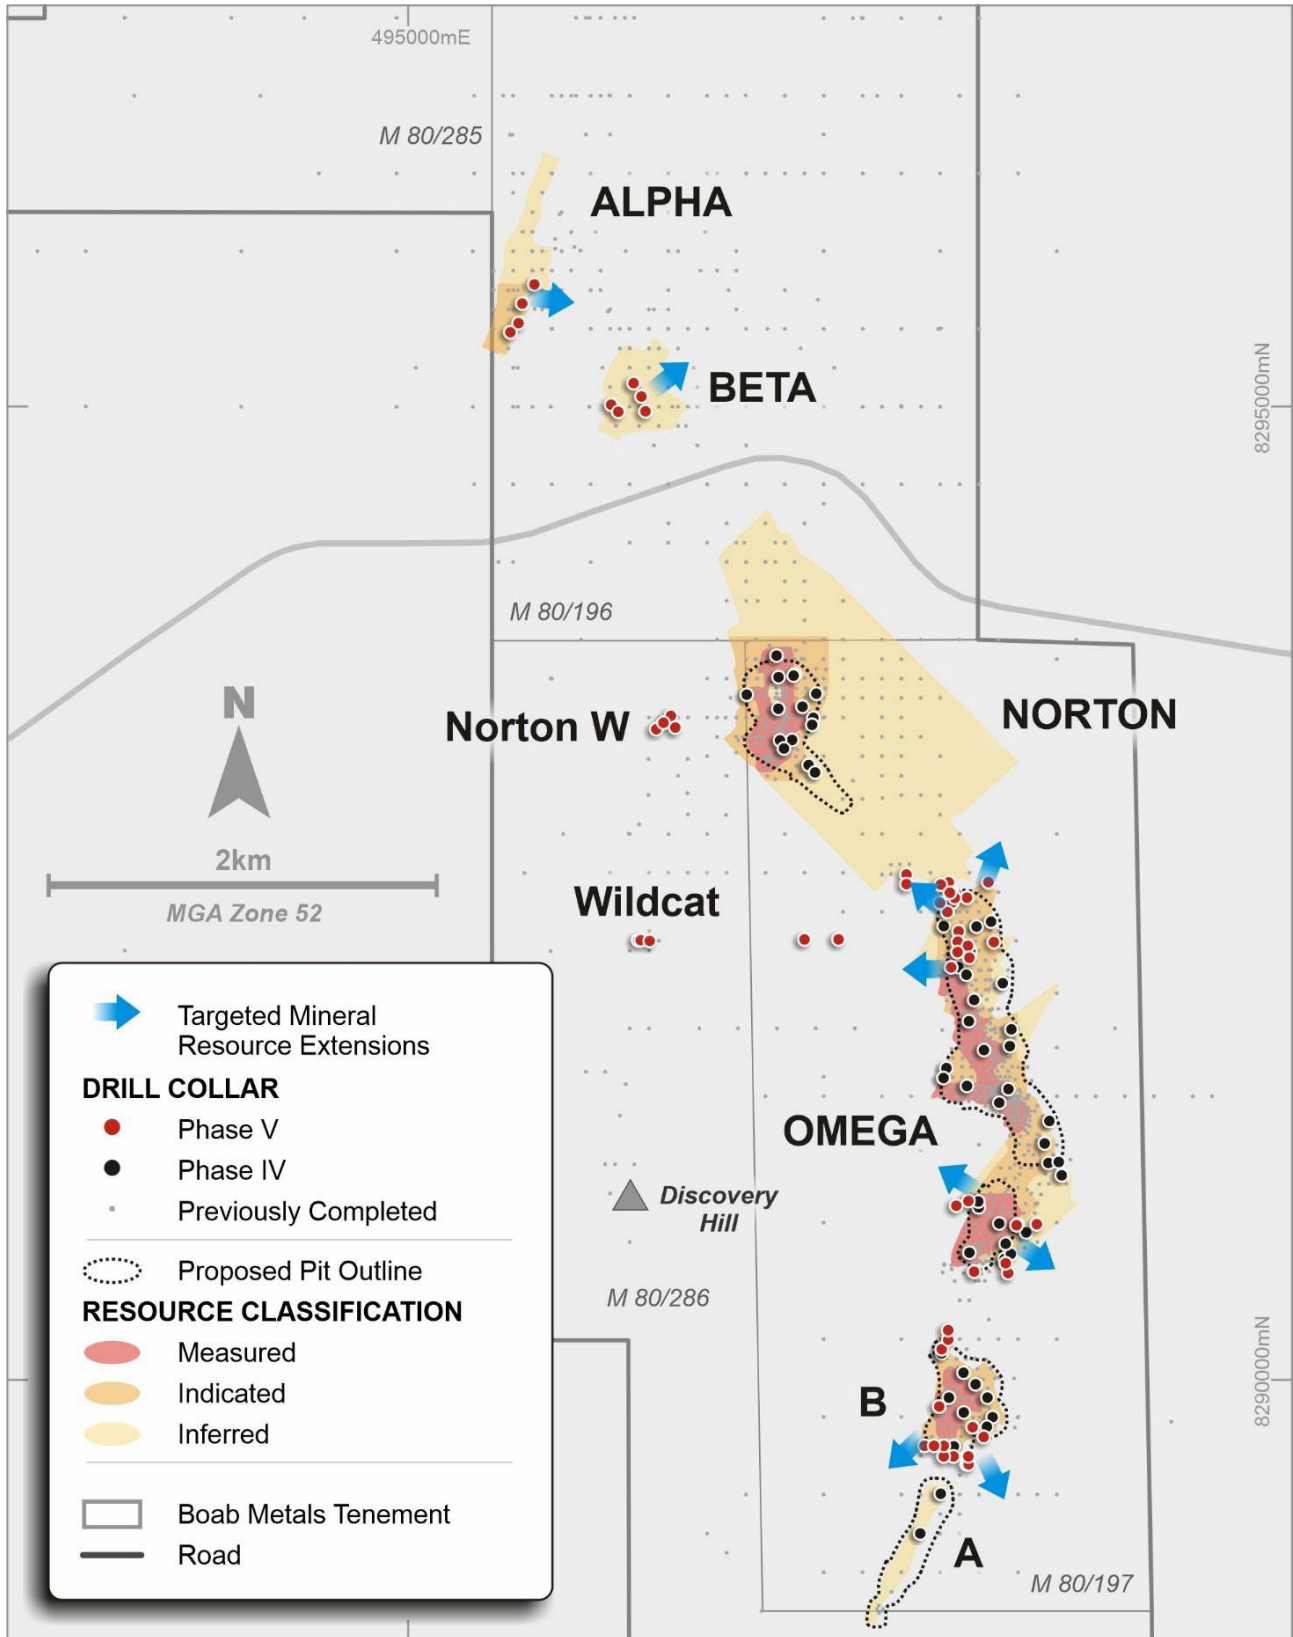 495000mE
M 80/285
ALPHA
BETA
8295000mN
M 80/196
N
Norton W
NORTON
2km
MGA Zone 52
Wildcat
Targeted Mineral
Resource Extensions
DRILL COLLAR
Phase V
Phase IV
Previously Completed
Proposed Pit Outline
RESOURCE CLASSIFICATION
Measured
Indicated
Inferred
Boab Metals Tenement
Road
OMEGA
Discovery
Hill
M 80/286
8290000mN
B
A
M 80/197